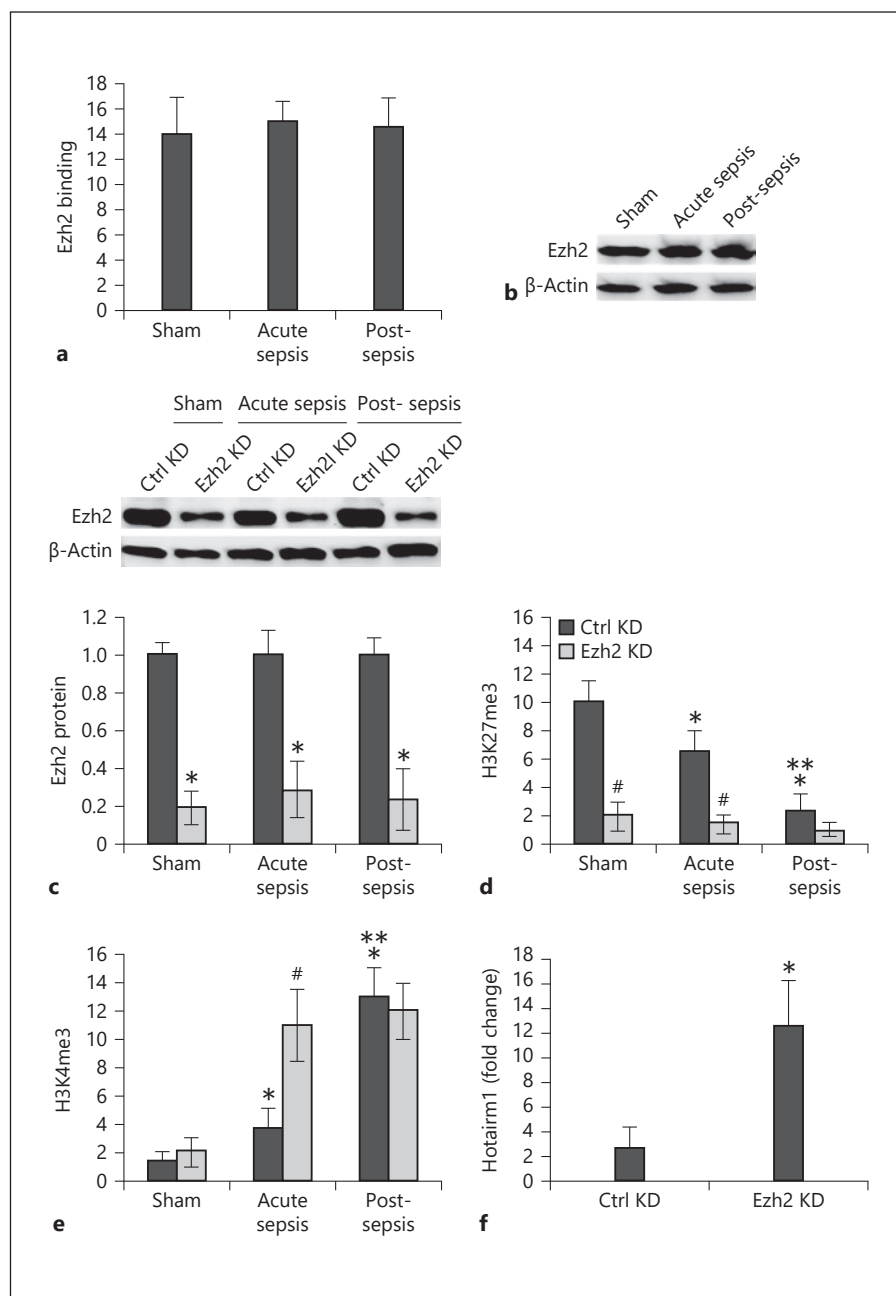 18
16
14
12
10
8
6
4
2
0
Ezh2 binding
Sham
Acute
sepsis
Post-
sepsis
a
Sham
Acute sepsis
Post-sepsis
Ezh2
β-Actin
b
Sham Acute sepsis Post- sepsis
Ctrl KD Ezh2 KD Ctrl KD Ezh2I KD Ctrl KD Ezh2 KD
Ezh2
β-Actin
1.2
1.0
0.8
0.6
0.4
0.2
0
Ezh2 protein
* * *
Sham
Acute
sepsis
Post-
sepsis
c
16
14
12
10
8
6
4
2
0
H3K27me3
Ctrl KD
Ezh2 KD
#
*
#
**
*
Sham
Acute
sepsis
Post-
sepsis
d
16
14
12
10
8
6
4
2
0
H3K4me3
*
#
**
*
Sham
Acute
sepsis
Post-
sepsis
e
18
16
14
12
10
8
6
4
2
0
Hotairm1 (fold change)
*
Ctrl KD
Ezh2 KD
f